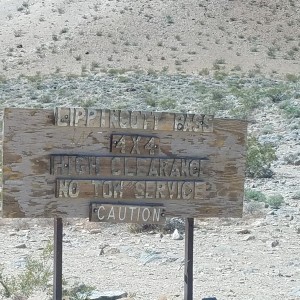 LIPPINCOTT PASS
4X4
HIGH CLEARANCE
NO TOW SERVICE
CAUTION